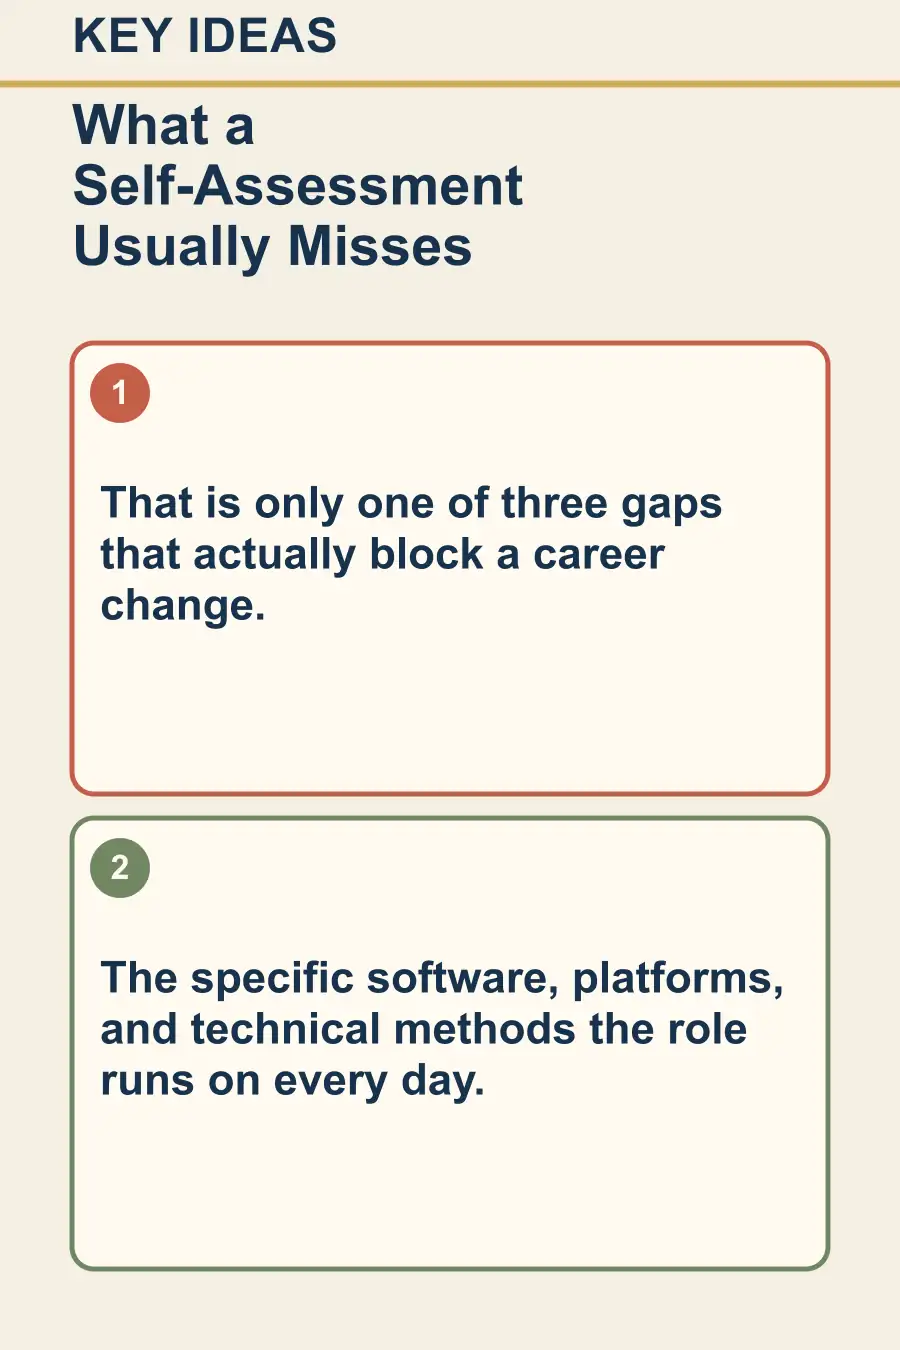 KEY IDEAS
What a
Self-Assessment
Usually Misses
1
That is only one of three gaps
that actually block a career
change.
2
The specific software, platforms,
and technical methods the role
runs on every day.